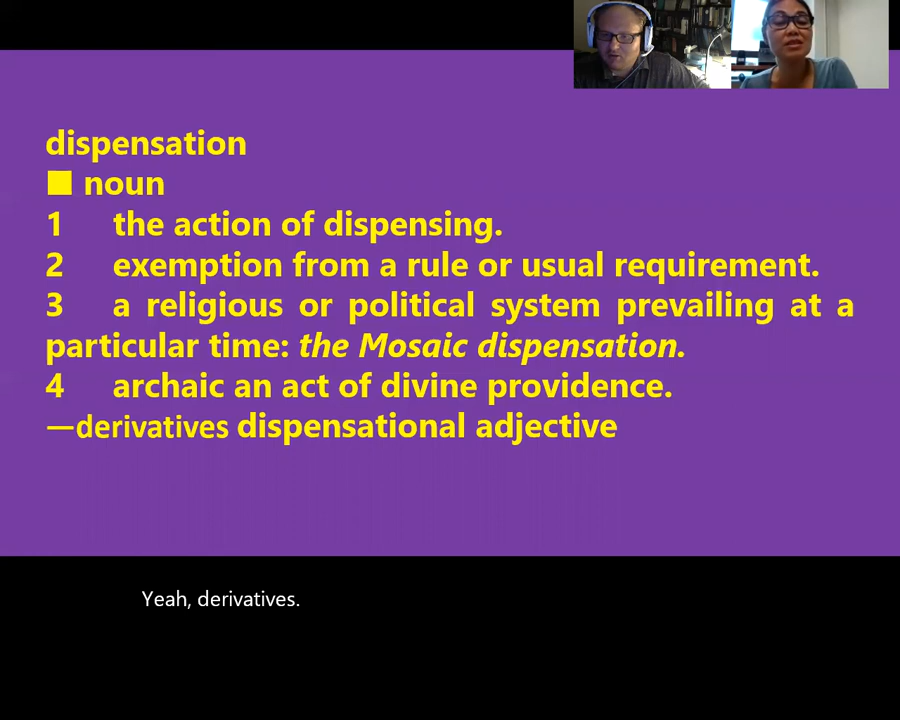 dispensation
■ noun
1 the action of dispensing.
2 exemption from a rule or usual requirement.
3 a religious or political system prevailing at a
particular time: the Mosaic dispensation.
4 archaic an act of divine providence.
—derivatives dispensational adjective
Yeah, derivatives.